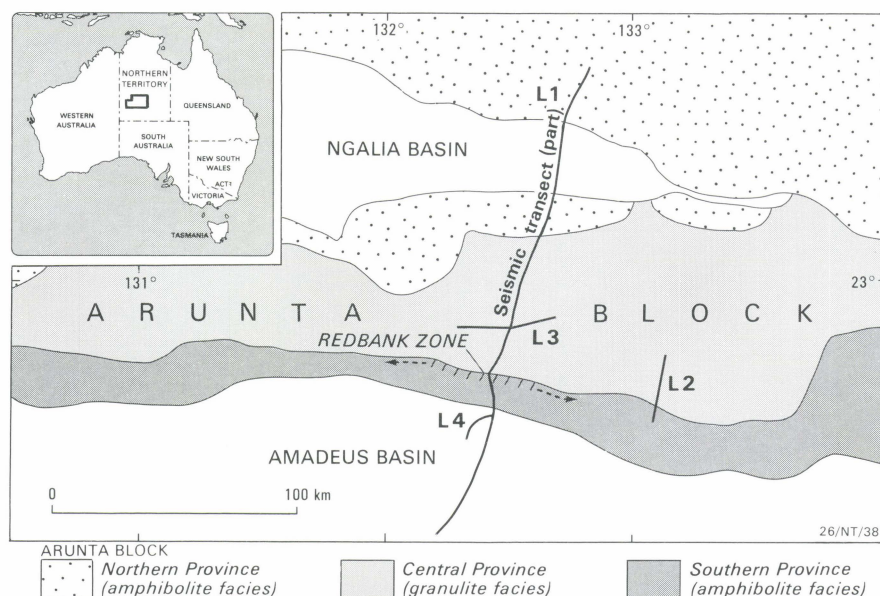 NORTHERN
TERRITORY
WESTERN
AUSTRALIA
QUEENSLAND
SOUTH
AUSTRALIA
NEW SOUTH
WALES
ACT
VICTORIA
TASMANIA
132°
133°
L1
Seismic transect (part)
NGALIA BASIN
131°
23°
ARUNTA BLOCK
L3
REDBANK ZONE
L2
L4
AMADEUS BASIN
0 100 km
26/NT/38
ARUNTA BLOCK
Northern Province
(amphibolite facies)
Central Province
(granulite facies)
Southern Province
(amphibolite facies)